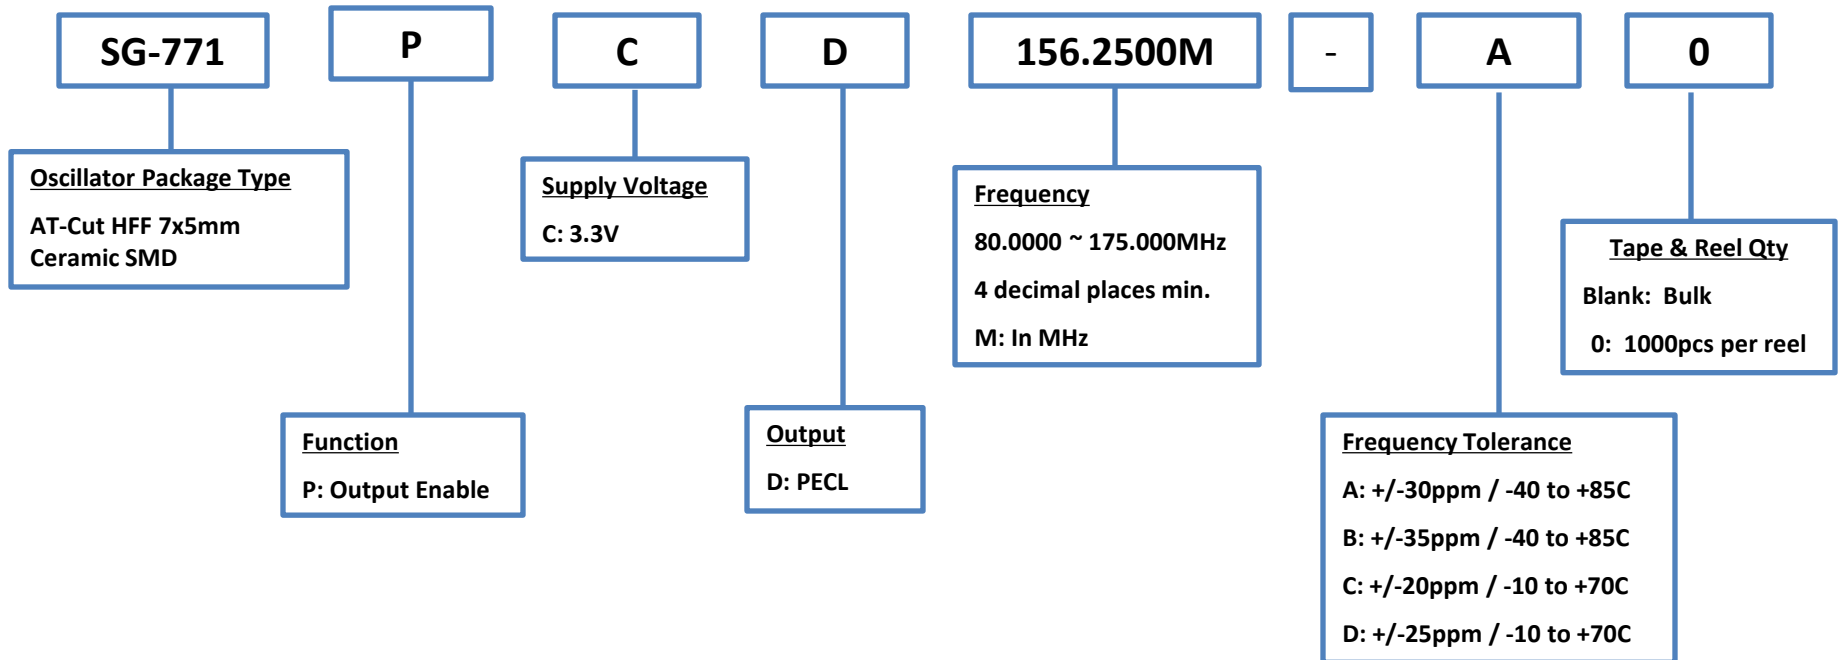 SG-771
P
C
D
156.2500M
-
A
0
Oscillator Package Type
AT-Cut HFF 7x5mm
Ceramic SMD
Function
P: Output Enable
Supply Voltage
C: 3.3V
Output
D: PECL
Frequency
80.0000 ~ 175.000MHz
4 decimal places min.
M: In MHz
Frequency Tolerance
A: +/-30ppm / -40 to +85C
B: +/-35ppm / -40 to +85C
C: +/-20ppm / -10 to +70C
D: +/-25ppm / -10 to +70C
Tape & Reel Qty
Blank: Bulk
0: 1000pcs per reel